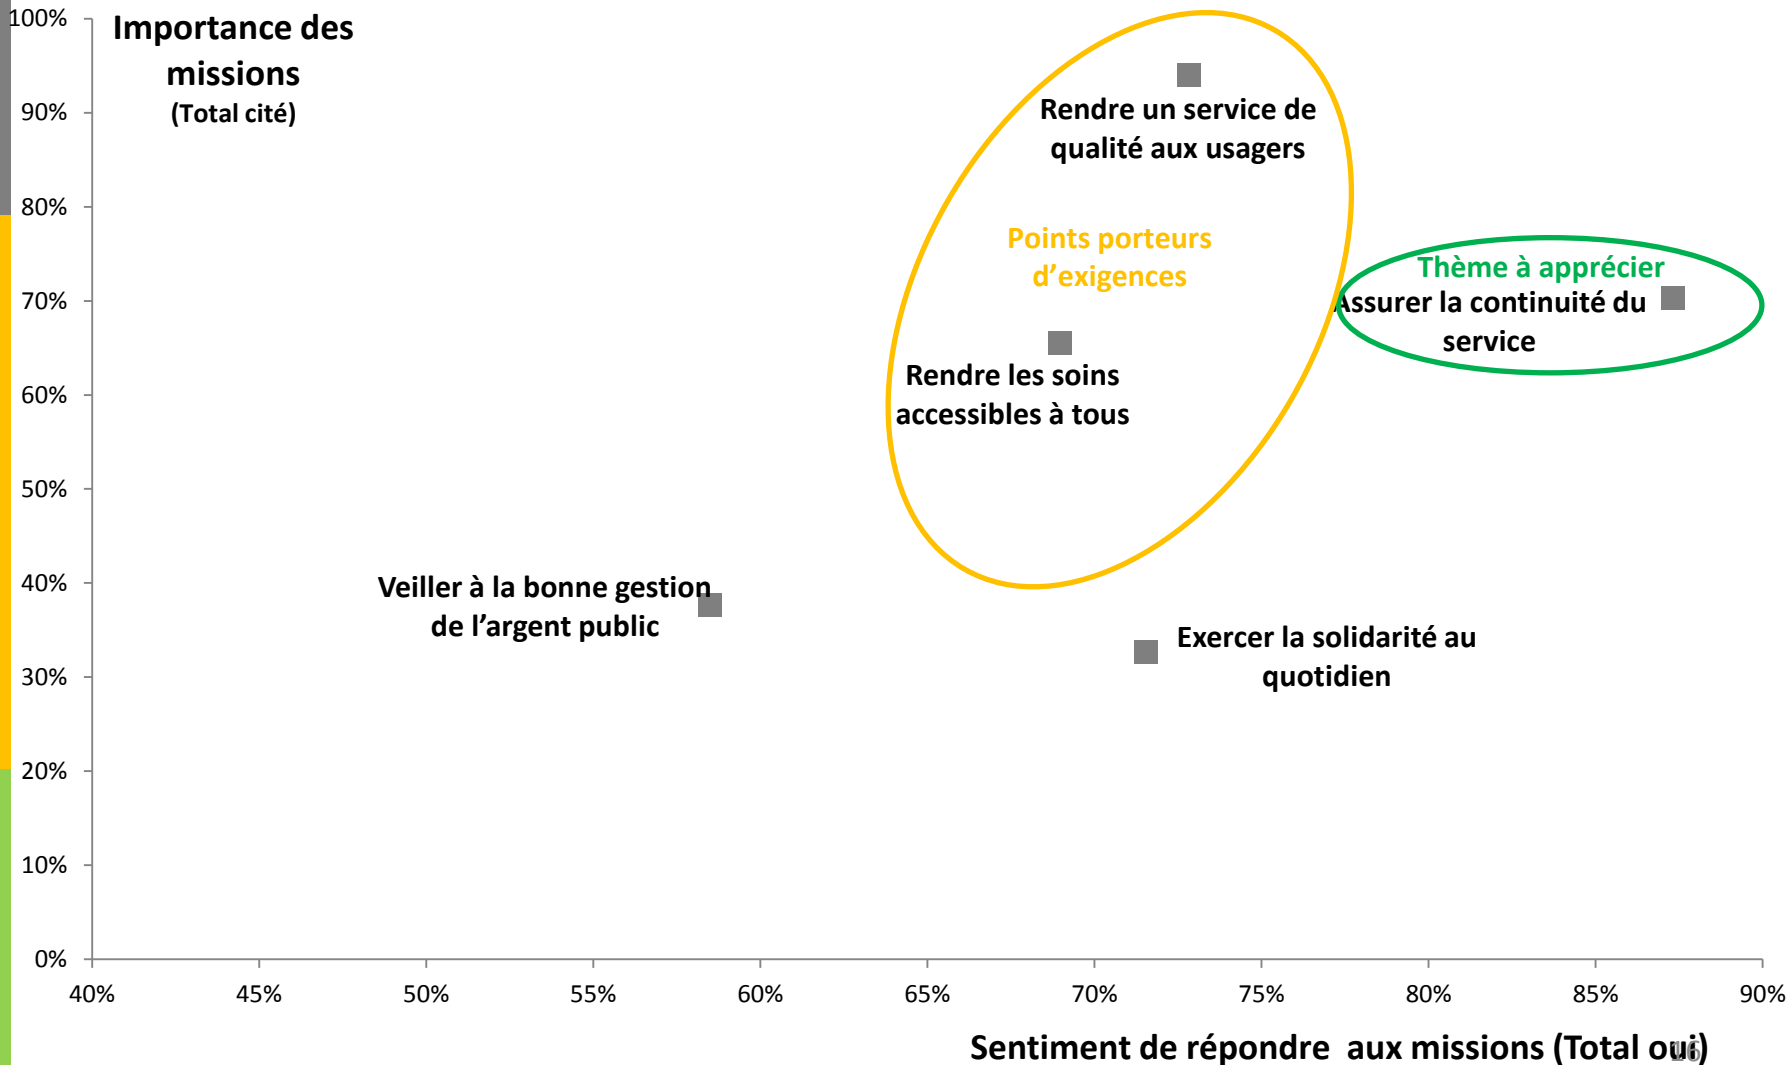 100%
Importance des
missions
(Total cité)
90%
Rendre un service de
qualité aux usagers
80%
Points porteurs
d’exigences
Thème à apprécier
70%
Assurer la continuité du
service
Rendre les soins
accessibles à tous
60%
50%
40%
Veiller à la bonne gestion
de l’argent public
Exercer la solidarité au
quotidien
30%
20%
10%
0%
40% 45% 50% 55% 60% 65% 70% 75% 80% 85% 90%
Sentiment de répondre aux missions (Total oui)
16